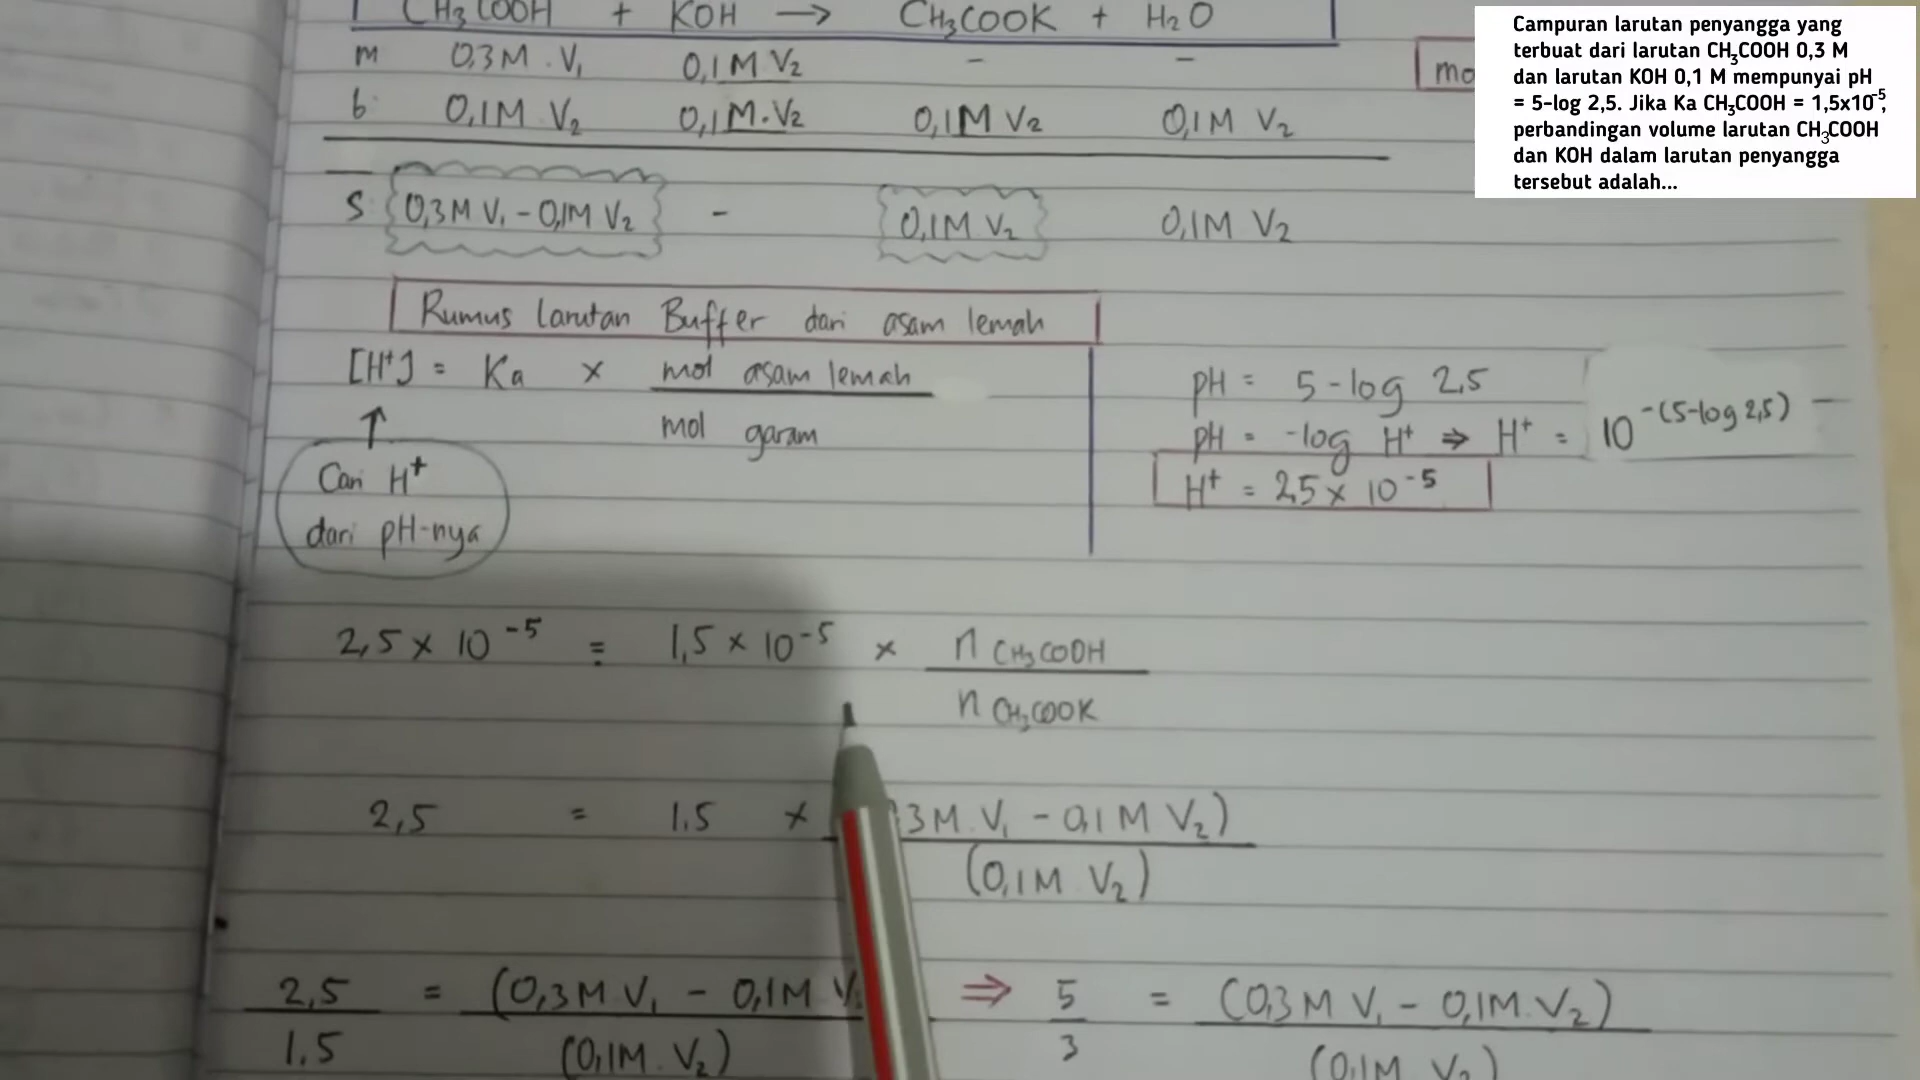 CH3COOH + KOH → CH3COOK + H2O
m 0,3M . V1 0,1M V2 - -
b 0,1M V2 0,1M.V2 0,1M V2 0,1M V2
S 0,3M V1 - 0,1M V2 - 0,1M V2 0,1M V2
Campuran larutan penyangga yang
terbuat dari larutan CH3COOH 0,3 M
dan larutan KOH 0,1 M mempunyai pH
= 5-log 2,5. Jika Ka CH3COOH = 1,5x10-5,
perbandingan volume larutan CH3COOH
dan KOH dalam larutan penyangga
tersebut adalah...
Rumus larutan Buffer dari asam lemah
[H+] = Ka x mol asam lemah
mol garam
Cari H+
dari pH-nya
pH = 5-log 2,5
pH = -log H+ ⇒ H+ = 10 -(5-log 2,5)
H+ = 2,5 x 10 -5
2,5 x 10 -5 = 1,5 x 10 -5 x n CH3COOH
n CH3COOK
2,5 = 1.5 x 3M. V1 - 0,1 M V2)
(0,1M V2)
2,5 = (0,3M V1 - 0,1M V ⇒ 5 = (0,3M V1 - 0,1M. V2)
1.5 (0,1M. V2) 3 (0,1M V2)